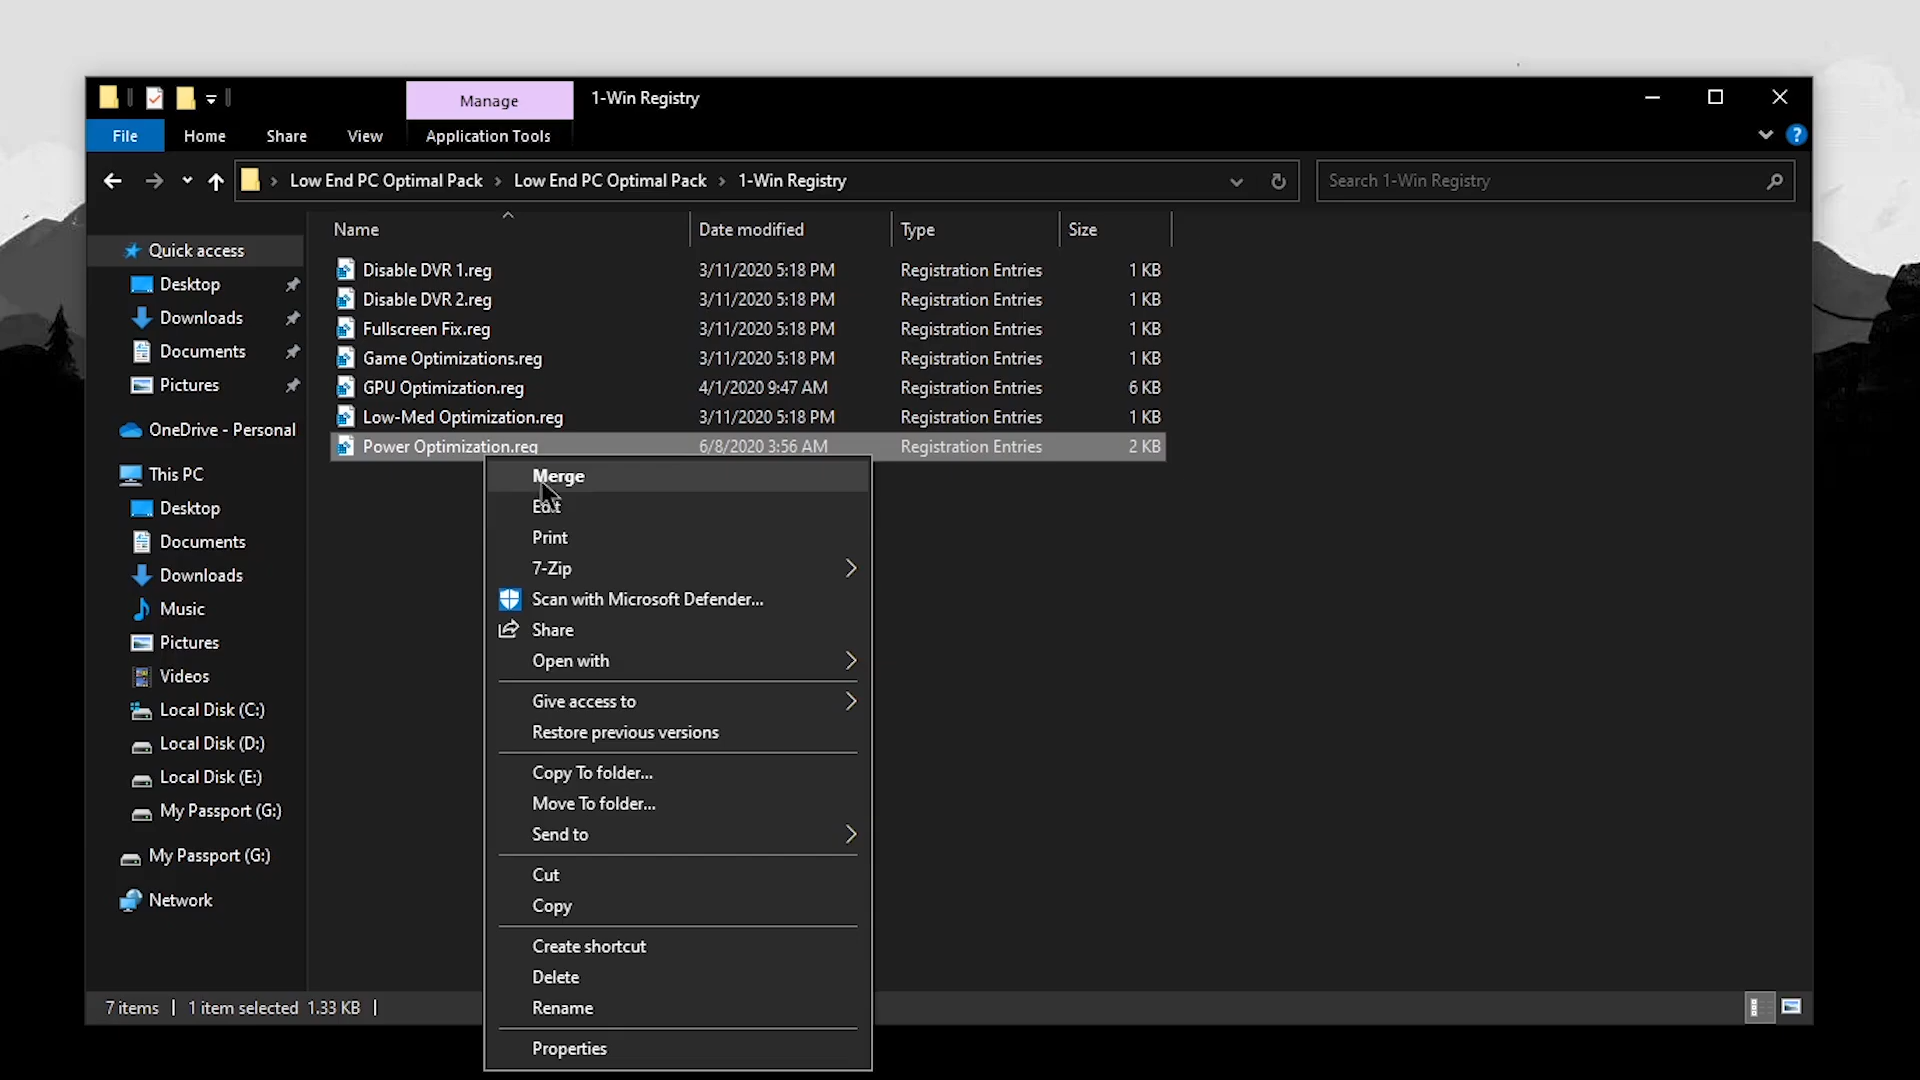 Manage
1-Win Registry
File
Home
Share
View
Application Tools
?
Low End PC Optimal Pack
Low End PC Optimal Pack
1-Win Registry
Search 1-Win Registry
Name
Date modified
Type
Size
Quick access
Desktop
Downloads
Documents
Pictures
OneDrive - Personal
This PC
Desktop
Documents
Downloads
Music
Pictures
Videos
Local Disk (C:)
Local Disk (D:)
Local Disk (E:)
My Passport (G:)
My Passport (G:)
Network
Disable DVR 1.reg 3/11/2020 5:18 PM Registration Entries 1 KB
Disable DVR 2.reg 3/11/2020 5:18 PM Registration Entries 1 KB
Fullscreen Fix.reg 3/11/2020 5:18 PM Registration Entries 1 KB
Game Optimizations.reg 3/11/2020 5:18 PM Registration Entries 1 KB
GPU Optimization.reg 4/1/2020 9:47 AM Registration Entries 6 KB
Low-Med Optimization.reg 3/11/2020 5:18 PM Registration Entries 1 KB
Power Optimization.reg 6/8/2020 3:56 AM Registration Entries 2 KB
Merge
Edit
Print
7-Zip
Scan with Microsoft Defender...
Share
Open with
Give access to
Restore previous versions
Copy To folder...
Move To folder...
Send to
Cut
Copy
Create shortcut
Delete
Rename
Properties
7 items
1 item selected 1.33 KB